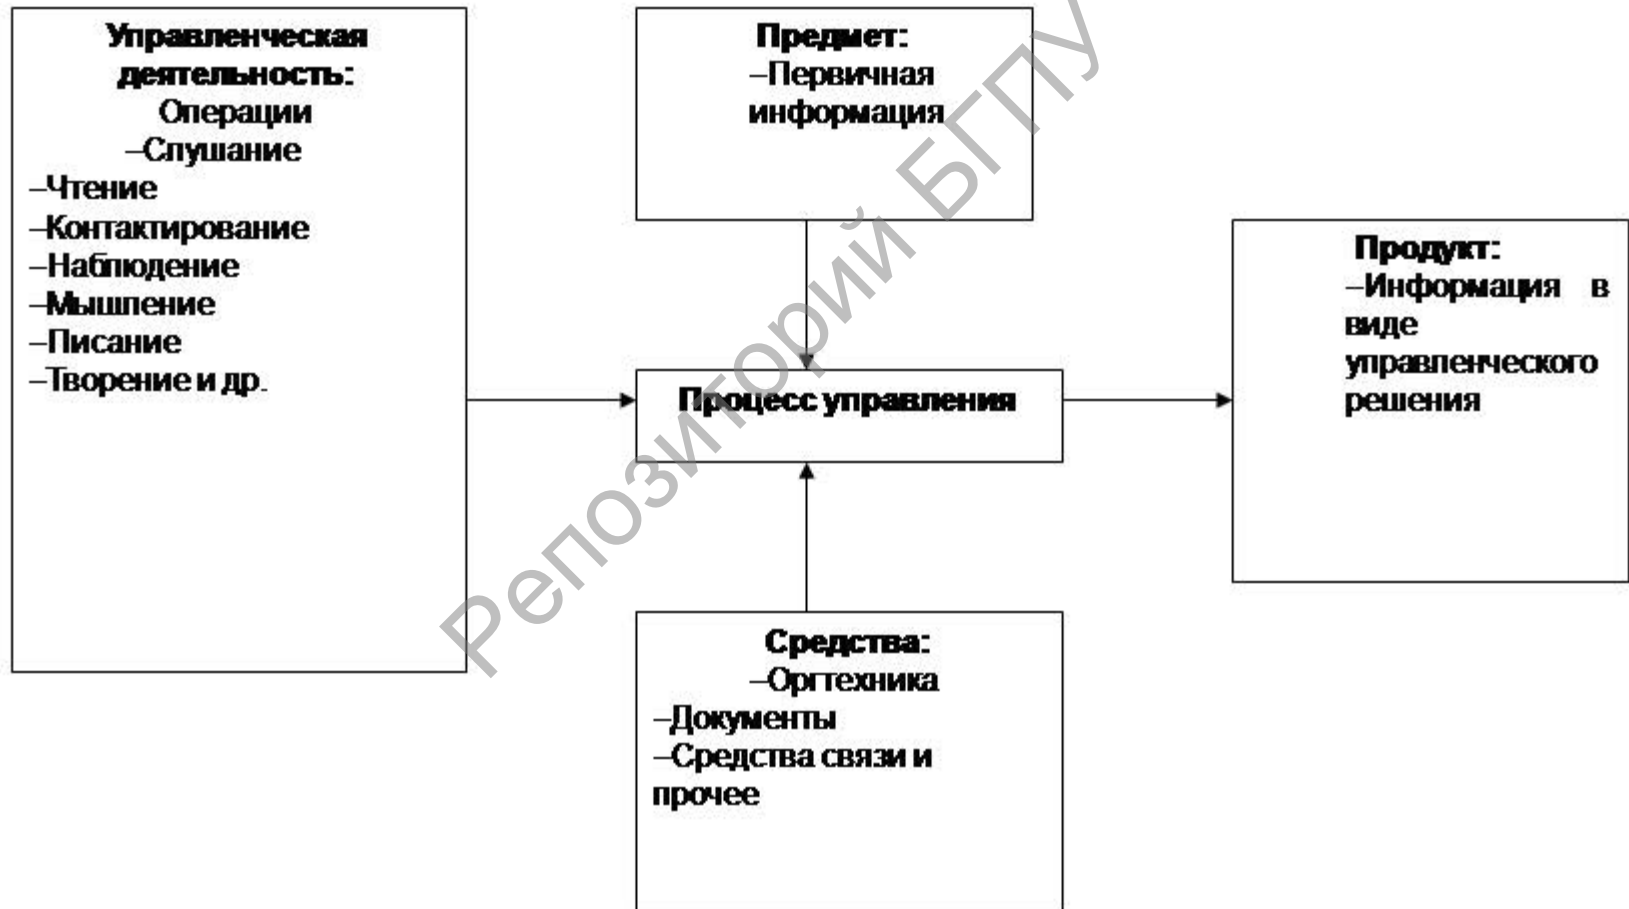 Управленческая
деятельность:
Операции
–Слушание
–Чтение
–Контактирование
–Наблюдение
–Мышление
–Писание
–Творение и др.
Предмет:
–Первичная
информация
Процесс управления
Средства:
–Оргтехника
–Документы
–Средства связи и
прочее
Продукт:
–Информация в
виде
управленческого
решения
Репозиторий БГПУ